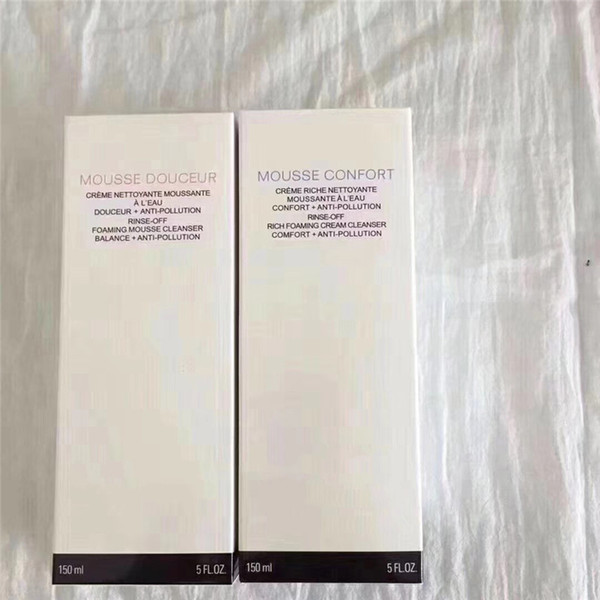 MOUSSE DOUCEUR
CRÈME NETTOYANTE MOUSSANTE
À L'EAU
DOUCEUR + ANTI-POLLUTION
RINSE-OFF
FOAMING MOUSSE CLEANSER
BALANCE + ANTI-POLLUTION
150 ml 5 FL.OZ.
MOUSSE CONFORT
CRÈME RICHE NETTOYANTE
MOUSSANTE À L'EAU
CONFORT + ANTI-POLLUTION
RINSE-OFF
RICH FOAMING CREAM CLEANSER
COMFORT + ANTI-POLLUTION
150 ml 5 FL.OZ.